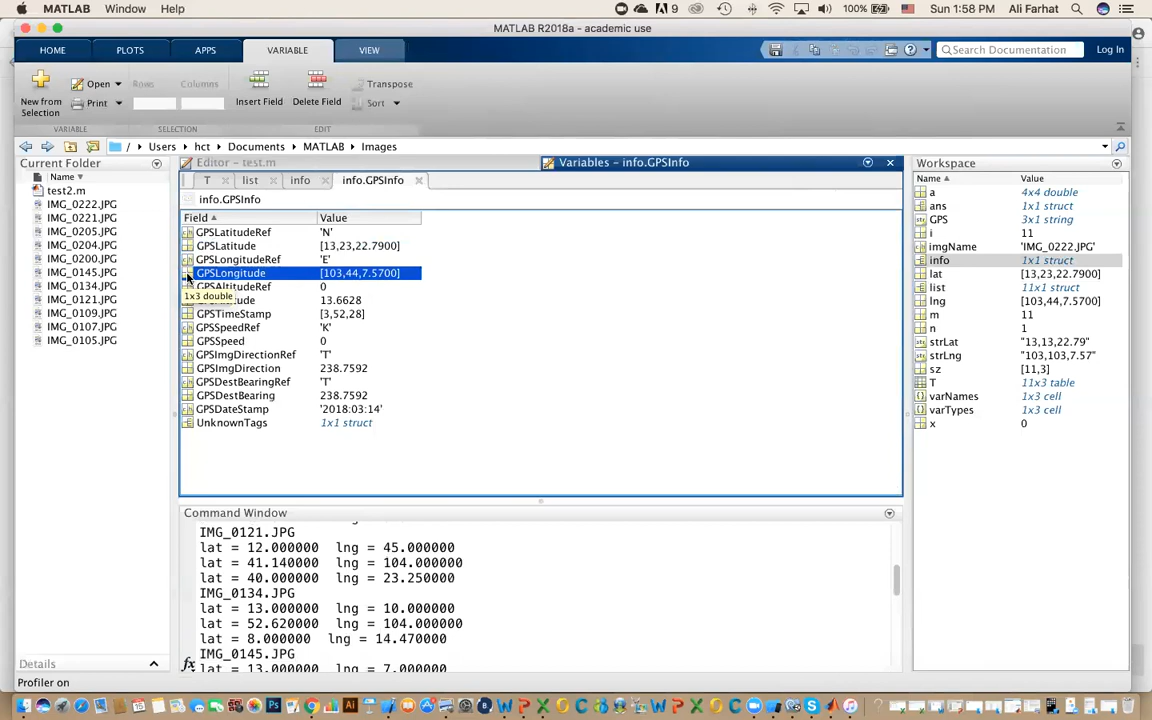 MATLAB Window Help 9 100% Sun 1:58 PM Ali Farhat
MATLAB R2018a - academic use
HOME PLOTS APPS VARIABLE VIEW Search Documentation Log In
New from Selection Open Print Rows Columns Insert Field Delete Field Transpose Sort
VARIABLE SELECTION EDIT
/ Users hct Documents MATLAB Images
Current Folder
Name
test2.m
IMG_0222.JPG
IMG_0221.JPG
IMG_0205.JPG
IMG_0204.JPG
IMG_0200.JPG
IMG_0145.JPG
IMG_0134.JPG
IMG_0121.JPG
IMG_0109.JPG
IMG_0107.JPG
IMG_0105.JPG
Details
Profiler on
Editor - test.m
Variables - info.GPSInfo
T list info info.GPSInfo
info.GPSInfo
Field Value
GPSLatitudeRef 'N'
GPSLatitude [13,23,22.7900]
GPSLongitudeRef 'E'
GPSLongitude [103,44,7.5700]
GPSAltitudeRef 0
1x3 double
13.6628
GPSTimeStamp [3,52,28]
GPSSpeedRef 'K'
GPSSpeed 0
GPSImgDirectionRef 'T'
GPSImgDirection 238.7592
GPSDestBearingRef 'T'
GPSDestBearing 238.7592
GPSDateStamp '2018:03:14'
UnknownTags 1x1 struct
Command Window
IMG_0121.JPG
lat = 12.000000 lng = 45.000000
lat = 41.140000 lng = 104.000000
lat = 40.000000 lng = 23.250000
IMG_0134.JPG
lat = 13.000000 lng = 10.000000
lat = 52.620000 lng = 104.000000
lat = 8.000000 lng = 14.470000
IMG_0145.JPG
lat = 13.000000 lng = 7.000000
fx
Workspace
Name Value
a 4x4 double
ans 1x1 struct
GPS 3x1 string
i 11
imgName 'IMG_0222.JPG'
info 1x1 struct
lat [13,23,22.7900]
list 11x1 struct
lng [103,44,7.5700]
m 11
n 1
strLat "13,13,22.79"
strLng "103,103,7.57"
sz [11,3]
T 11x3 table
varNames 1x3 cell
varTypes 1x3 cell
x 0